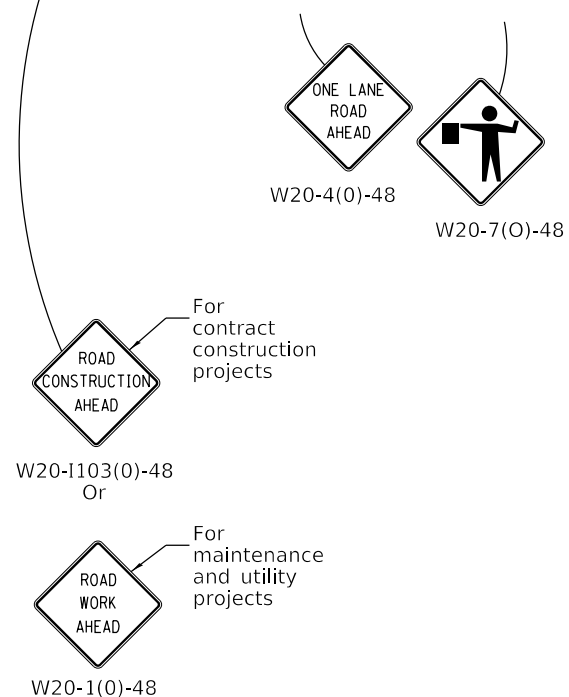 ONE LANE
ROAD
AHEAD
W20-4(0)-48
W20-7(O)-48
For
contract
construction
projects
ROAD
CONSTRUCTION
AHEAD
W20-I103(0)-48
Or
For
maintenance
and utility
projects
ROAD
WORK
AHEAD
W20-1(0)-48